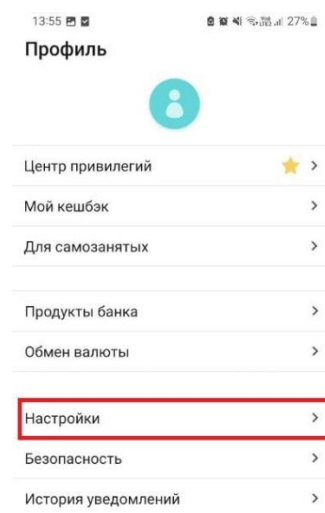 13:55 27%
Профиль
Центр привилегий
Мой кешбэк
Для самозанятых
Продукты банка
Обмен валюты
Настройки
Безопасность
История уведомлений